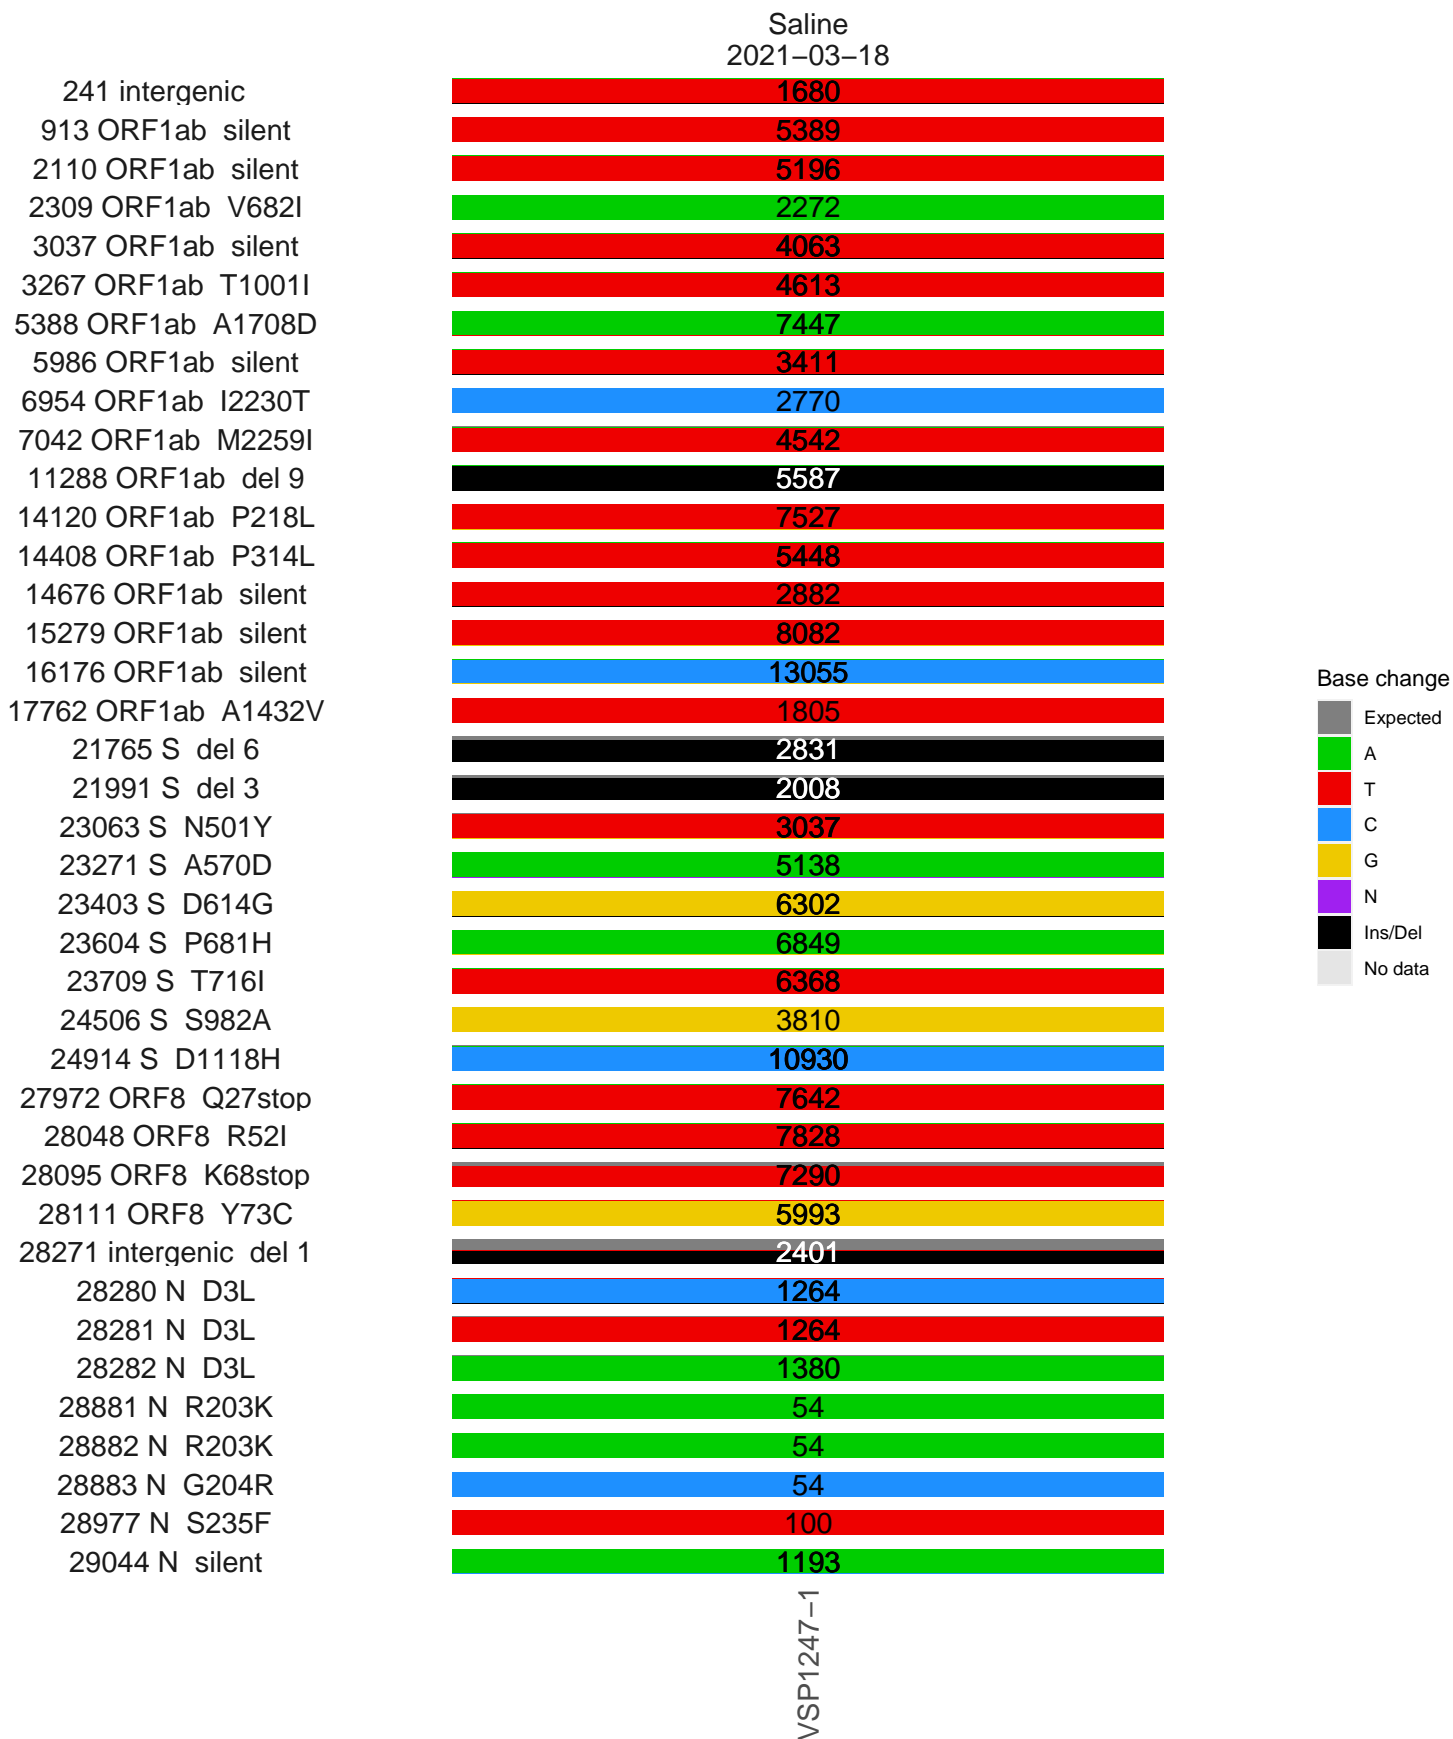 Saline
2021−03−18
241 intergenic 1680
913 ORF1ab silent 5389
2110 ORF1ab silent 5196
2309 ORF1ab V682I 2272
3037 ORF1ab silent 4063
3267 ORF1ab T1001I 4613
5388 ORF1ab A1708D 7447
5986 ORF1ab silent 3411
6954 ORF1ab I2230T 2770
7042 ORF1ab M2259I 4542
11288 ORF1ab del 9 5587
14120 ORF1ab P218L 7527
14408 ORF1ab P314L 5448
14676 ORF1ab silent 2882
15279 ORF1ab silent 8082
16176 ORF1ab silent 13055
17762 ORF1ab A1432V 1805
21765 S del 6 2831
21991 S del 3 2008
23063 S N501Y 3037
23271 S A570D 5138
23403 S D614G 6302
23604 S P681H 6849
23709 S T716I 6368
24506 S S982A 3810
24914 S D1118H 10930
27972 ORF8 Q27stop 7642
28048 ORF8 R52I 7828
28095 ORF8 K68stop 7290
28111 ORF8 Y73C 5993
28271 intergenic del 1 2401
28280 N D3L 1264
28281 N D3L 1264
28282 N D3L 1380
28881 N R203K 54
28882 N R203K 54
28883 N G204R 54
28977 N S235F 100
29044 N silent 1193
VSP1247−1
Base change
Expected
A
T
C
G
N
Ins/Del
No data